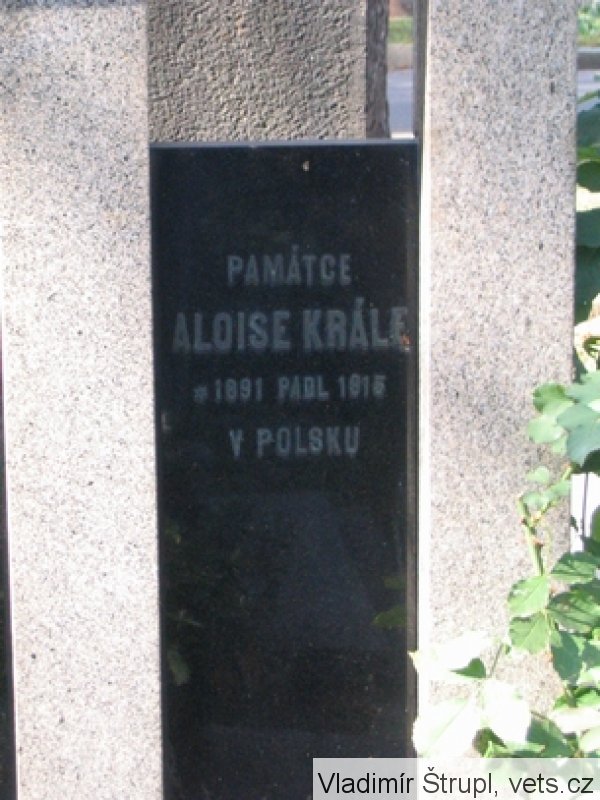 PAMÁTCE
ALOISE KRÁLE
* 1891 PADL 1915
V POLSKU
Vladimír Štrupl, vets.cz